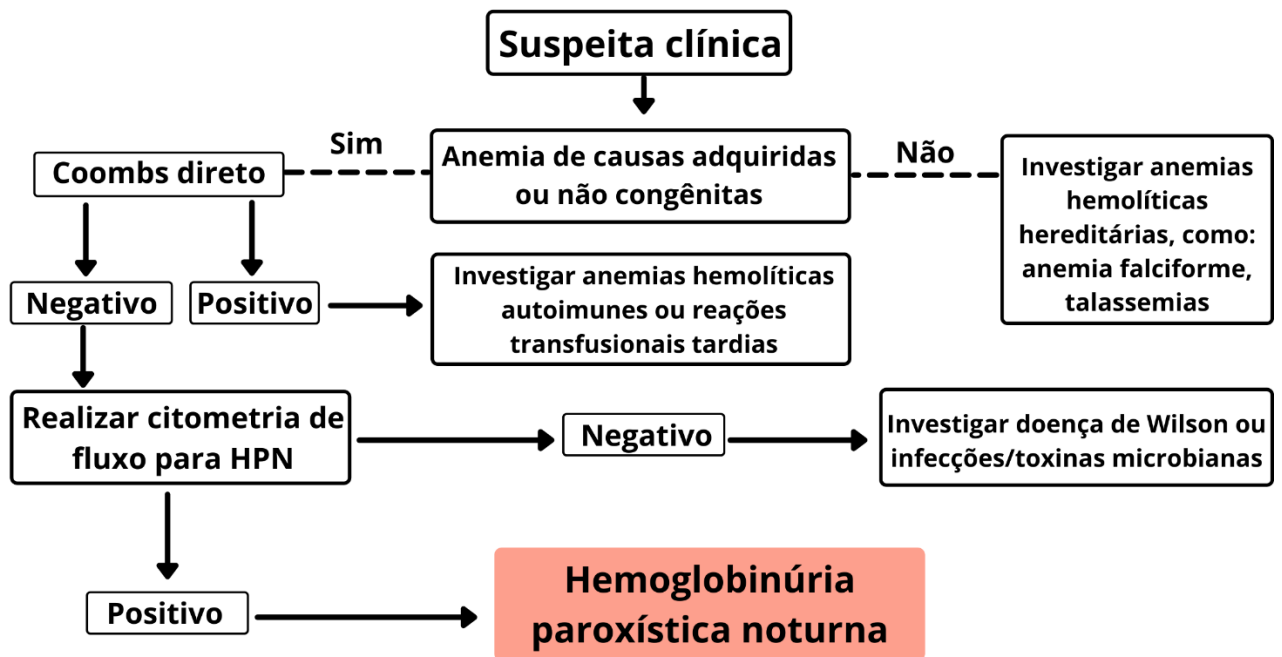 Suspeita clínica
Sim
Anemia de causas adquiridas
ou não congênitas
Não
Coombs direto
Investigar anemias
hemolíticas
hereditárias, como:
anemia falciforme,
talassemias
Negativo
Positivo
Investigar anemias hemolíticas
autoimunes ou reações
transfusionais tardias
Realizar citometria de
fluxo para HPN
Negativo
Investigar doença de Wilson ou
infecções/toxinas microbianas
Positivo
Hemoglobinúria
paroxística noturna